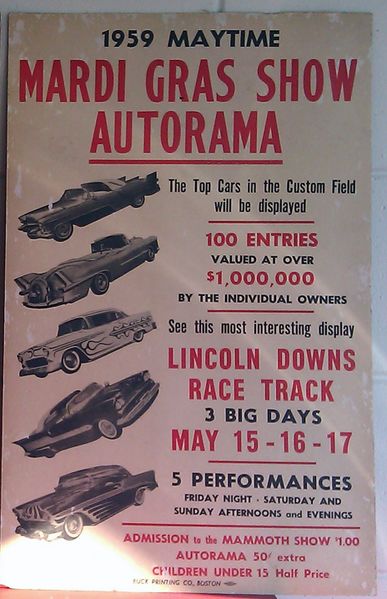 1959 MAYTIME
MARDI GRAS SHOW
AUTORAMA
The Top Cars in the Custom Field
will be displayed
100 ENTRIES
VALUED AT OVER
$1,000,000
BY THE INDIVIDUAL OWNERS
See this most interesting display
LINCOLN DOWNS
RACE TRACK
3 BIG DAYS
MAY 15-16-17
5 PERFORMANCES
FRIDAY NIGHT - SATURDAY AND
SUNDAY AFTERNOONS and EVENINGS
ADMISSION to the MAMMOTH SHOW $1.00
AUTORAMA 50¢ extra
CHILDREN UNDER 15 Half Price
PRINTING CO., BOSTON